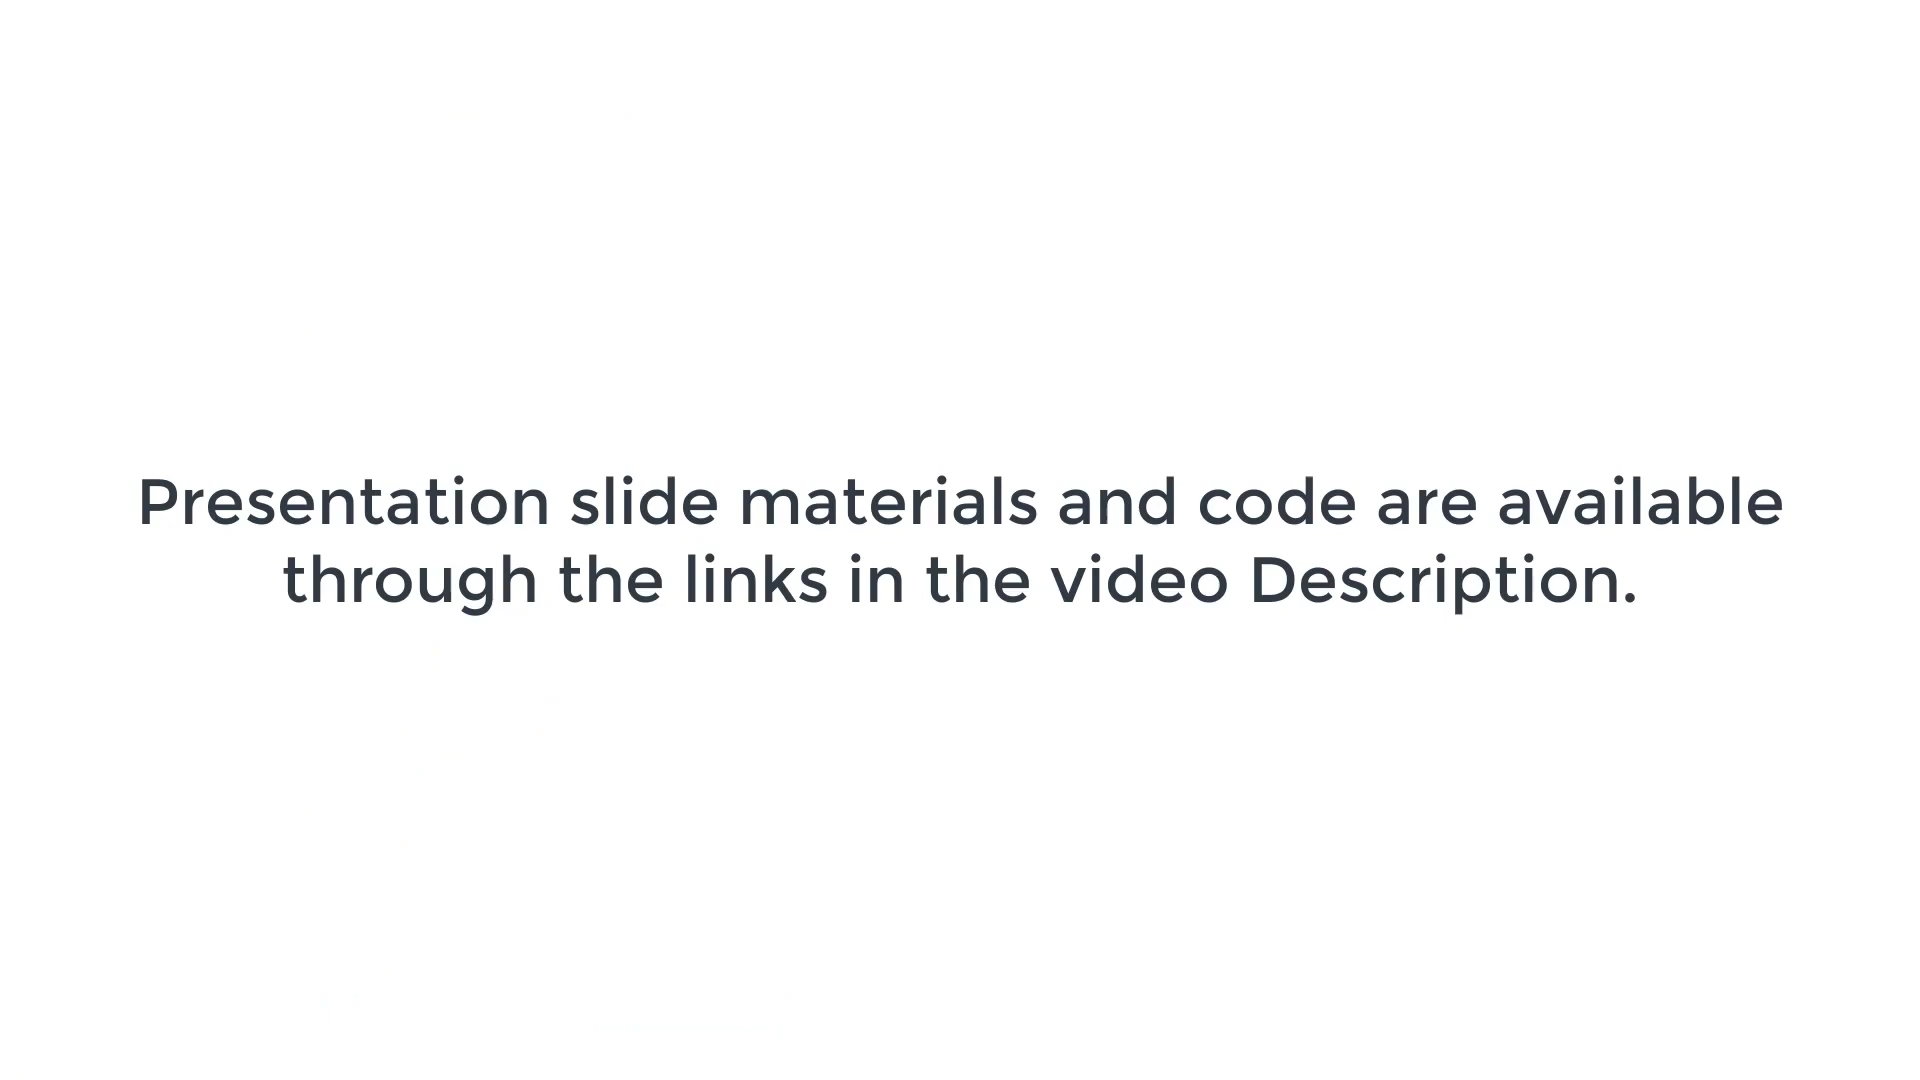 Presentation slide materials and code are available
through the links in the video Description.